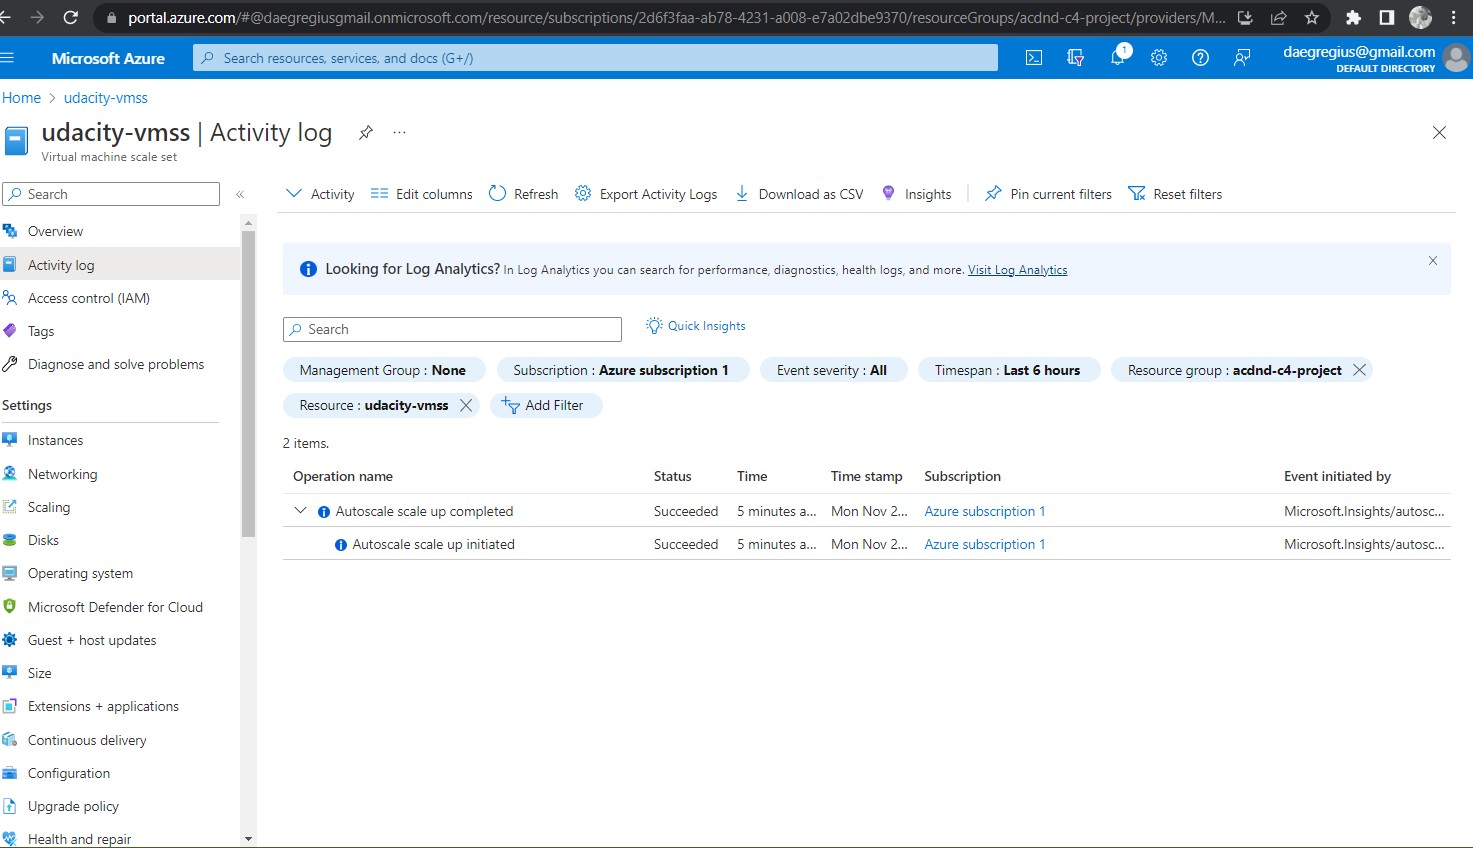 portal.azure.com/#@daegregiusgmail.onmicrosoft.com/resource/subscriptions/2d6f3faa-ab78-4231-a008-e7a02dbe9370/resourceGroups/acdnd-c4-project/providers/M...
Microsoft Azure
Search resources, services, and docs (G+/)
1
daegregius@gmail.com
DEFAULT DIRECTORY
Home > udacity-vmss
udacity-vmss | Activity log
...
Virtual machine scale set
Search
«
Overview
Activity log
Access control (IAM)
Tags
Diagnose and solve problems
Settings
Instances
Networking
Scaling
Disks
Operating system
Microsoft Defender for Cloud
Guest + host updates
Size
Extensions + applications
Continuous delivery
Configuration
Upgrade policy
Health and repair
Activity Edit columns Refresh Export Activity Logs Download as CSV Insights Pin current filters Reset filters
Looking for Log Analytics? In Log Analytics you can search for performance, diagnostics, health logs, and more. Visit Log Analytics
Search Quick Insights
Management Group : None Subscription : Azure subscription 1 Event severity : All Timespan : Last 6 hours Resource group : acdnd-c4-project
Resource : udacity-vmss Add Filter
2 items.
Operation name Status Time Time stamp Subscription Event initiated by
Autoscale scale up completed Succeeded 5 minutes a... Mon Nov 2... Azure subscription 1 Microsoft.Insights/autosc...
Autoscale scale up initiated Succeeded 5 minutes a... Mon Nov 2... Azure subscription 1 Microsoft.Insights/autosc...